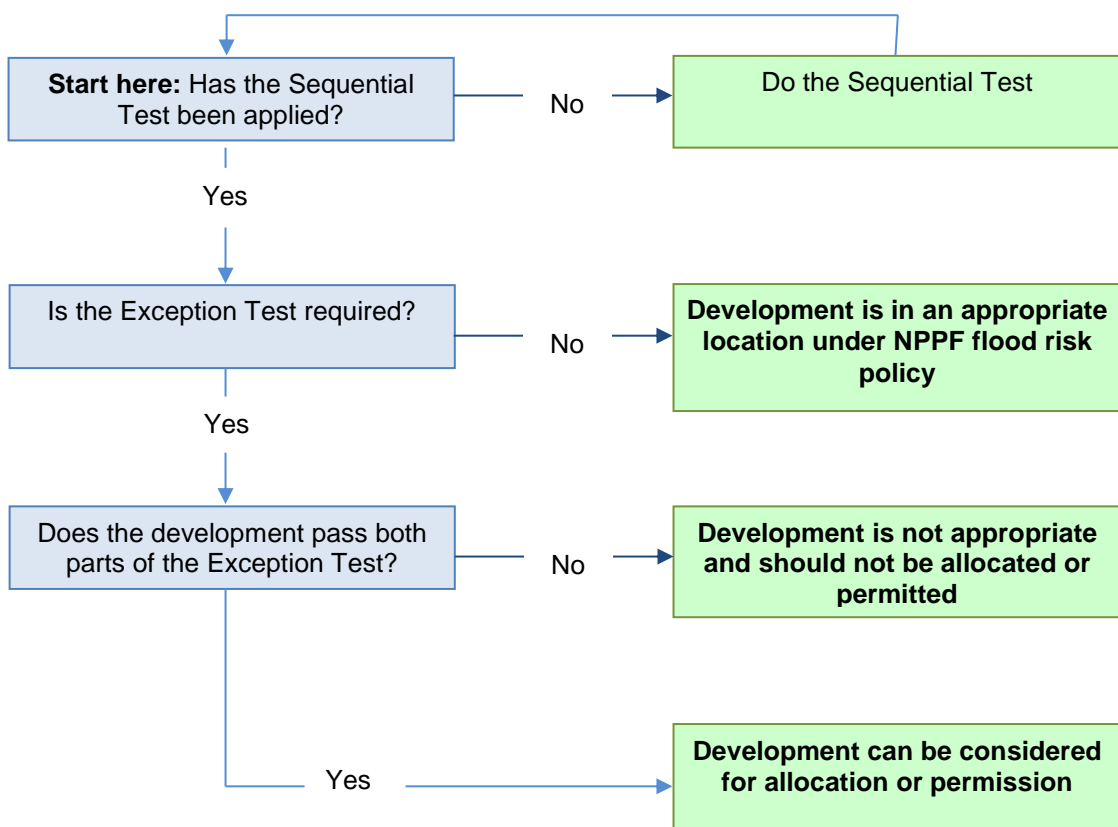 Start here: Has the Sequential
Test been applied?
No
Do the Sequential Test
Yes
Is the Exception Test required?
No
Development is in an appropriate
location under NPPF flood risk
policy
Yes
Does the development pass both
parts of the Exception Test?
No
Development is not appropriate
and should not be allocated or
permitted
Yes
Development can be considered
for allocation or permission